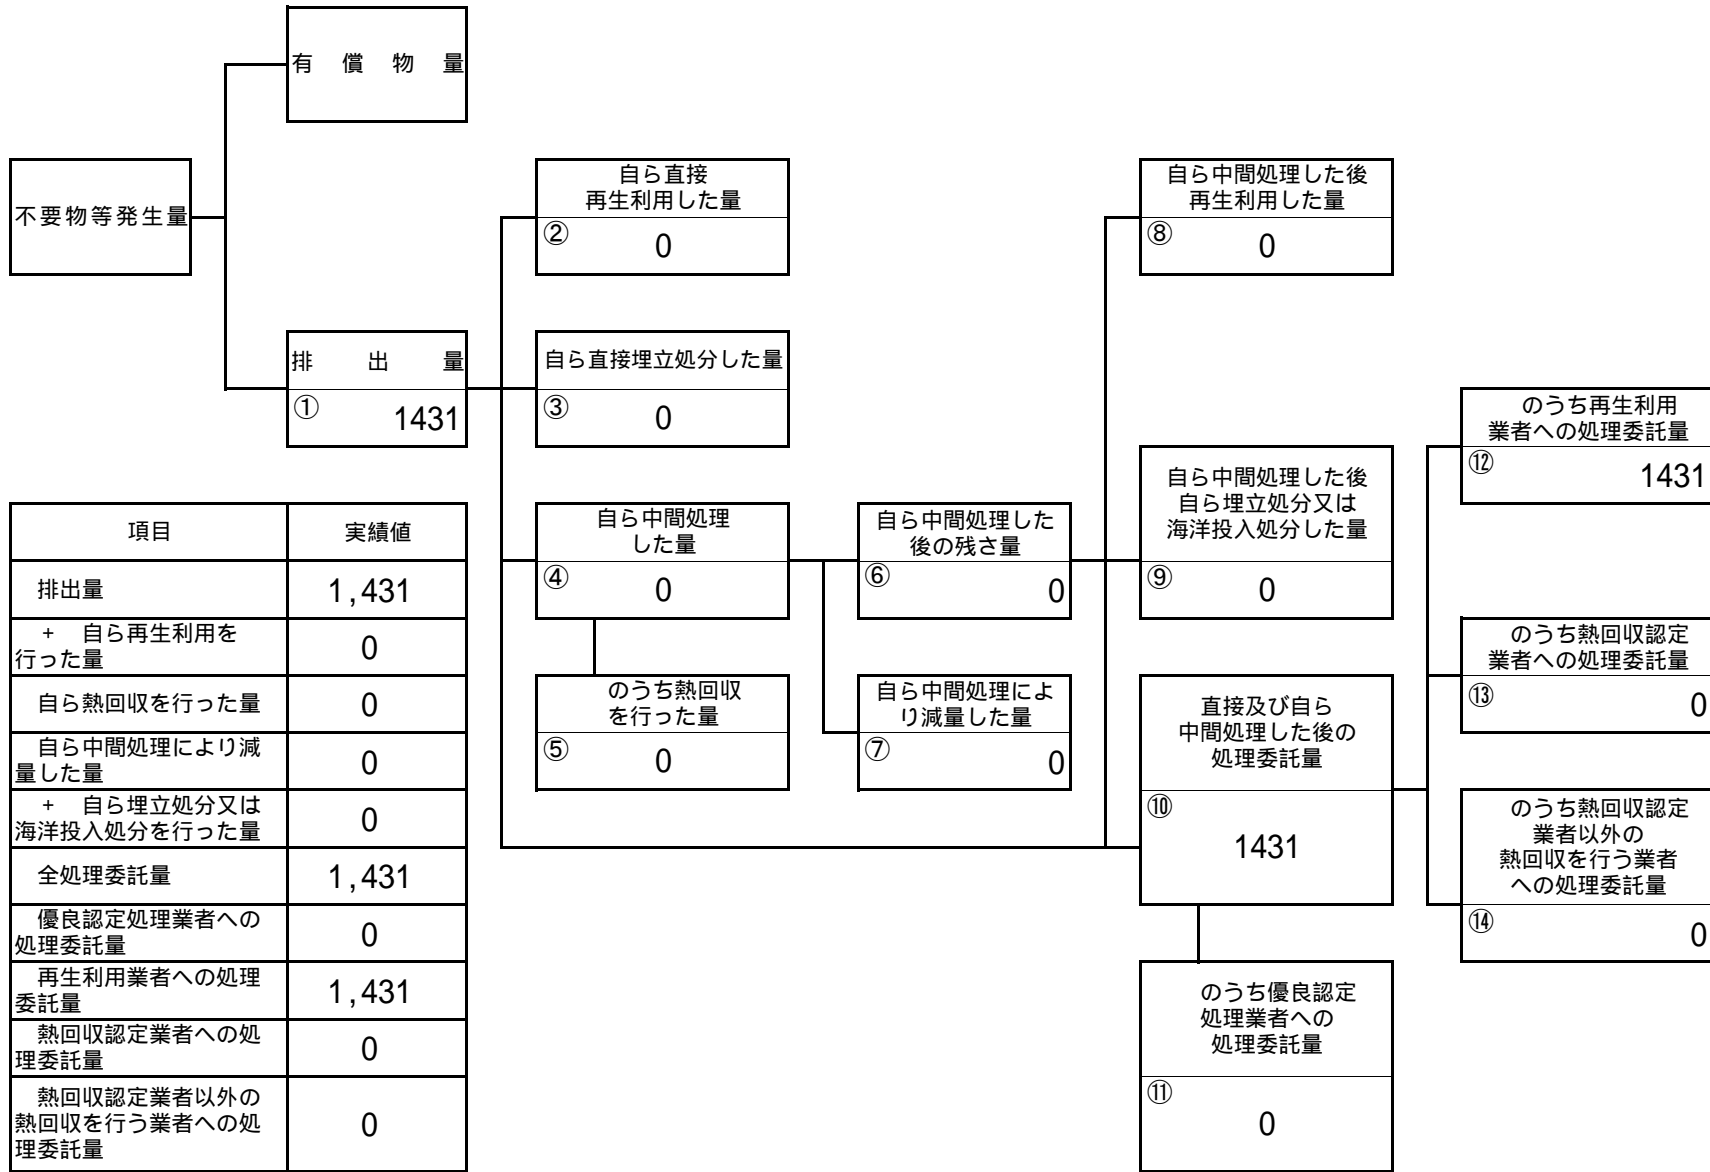 有償物量
不要物等発生量
排出量
① 1431
自ら直接
再生利用した量
② 0
自ら直接埋立処分した量
③ 0
自ら中間処理
した量
④ 0
のうち熱回収
を行った量
⑤ 0
自ら中間処理した
後の残さ量
⑥ 0
自ら中間処理によ
り減量した量
⑦ 0
自ら中間処理した後
再生利用した量
⑧ 0
自ら中間処理した後
自ら埋立処分又は
海洋投入処分した量
⑨ 0
直接及び自ら
中間処理した後の
処理委託量
⑩
1431
のうち優良認定
処理業者への
処理委託量
⑪
0
のうち再生利用
業者への処理委託量
⑫ 1431
のうち熱回収認定
業者への処理委託量
⑬ 0
のうち熱回収認定
業者以外の
熱回収を行う業者
への処理委託量
⑭ 0
項目 実績値
排出量 1,431
+ 自ら再生利用を
行った量 0
自ら熱回収を行った量 0
自ら中間処理により減
量した量 0
+ 自ら埋立処分又は
海洋投入処分を行った量 0
全処理委託量 1,431
優良認定処理業者への
処理委託量 0
再生利用業者への処理
委託量 1,431
熱回収認定業者への処
理委託量 0
熱回収認定業者以外の
熱回収を行う業者への処
理委託量 0